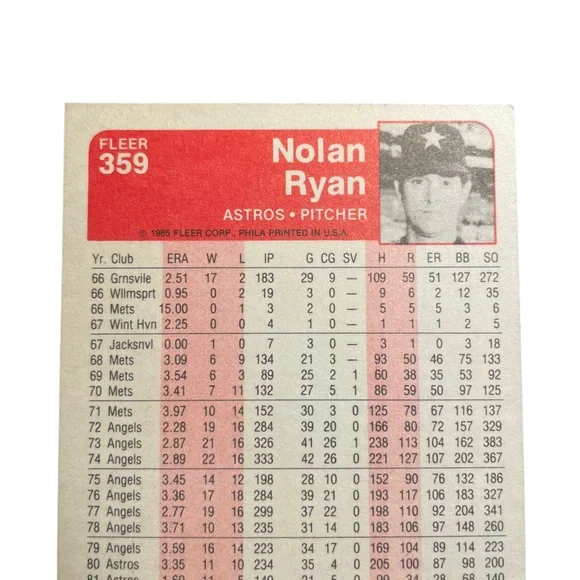 FLEER
359
Nolan
Ryan
ASTROS • PITCHER
© 1985 FLEER CORP., PHILA PRINTED IN U.S.A.
Yr. Club ERA W L IP G CG SV H R ER BB SO
66 Grnsvile 2.51 17 2 183 29 9 — 109 59 51 127 272
66 Wllmsprt 0.95 0 2 19 3 0 — 9 6 2 12 35
66 Mets 15.00 0 1 3 2 0 — 5 5 5 3 6
67 Wint Hvn 2.25 0 0 4 1 0 — 1 1 1 2 5
67 Jacksnvl 0.00 1 0 7 3 0 — 3 1 0 3 18
68 Mets 3.09 6 9 134 21 3 — 93 50 46 75 133
69 Mets 3.54 6 3 89 25 2 1 60 38 35 53 92
70 Mets 3.41 7 11 132 27 5 1 86 59 50 97 125
71 Mets 3.97 10 14 152 30 3 0 125 78 67 116 137
72 Angels 2.28 19 16 284 39 20 0 166 80 72 157 329
73 Angels 2.87 21 16 326 41 26 1 238 113 104 162 383
74 Angels 2.89 22 16 333 42 26 0 221 127 107 202 367
75 Angels 3.45 14 12 198 28 10 0 152 90 76 132 186
76 Angels 3.36 17 18 284 39 21 0 193 117 106 183 327
77 Angels 2.77 19 16 299 37 22 0 198 110 92 204 341
78 Angels 3.71 10 13 235 31 14 0 183 106 97 148 260
79 Angels 3.59 16 14 223 34 17 0 169 104 89 114 223
80 Astros 3.35 11 10 234 35 4 0 205 100 87 98 200
81 Astros 1.69 11 5 149